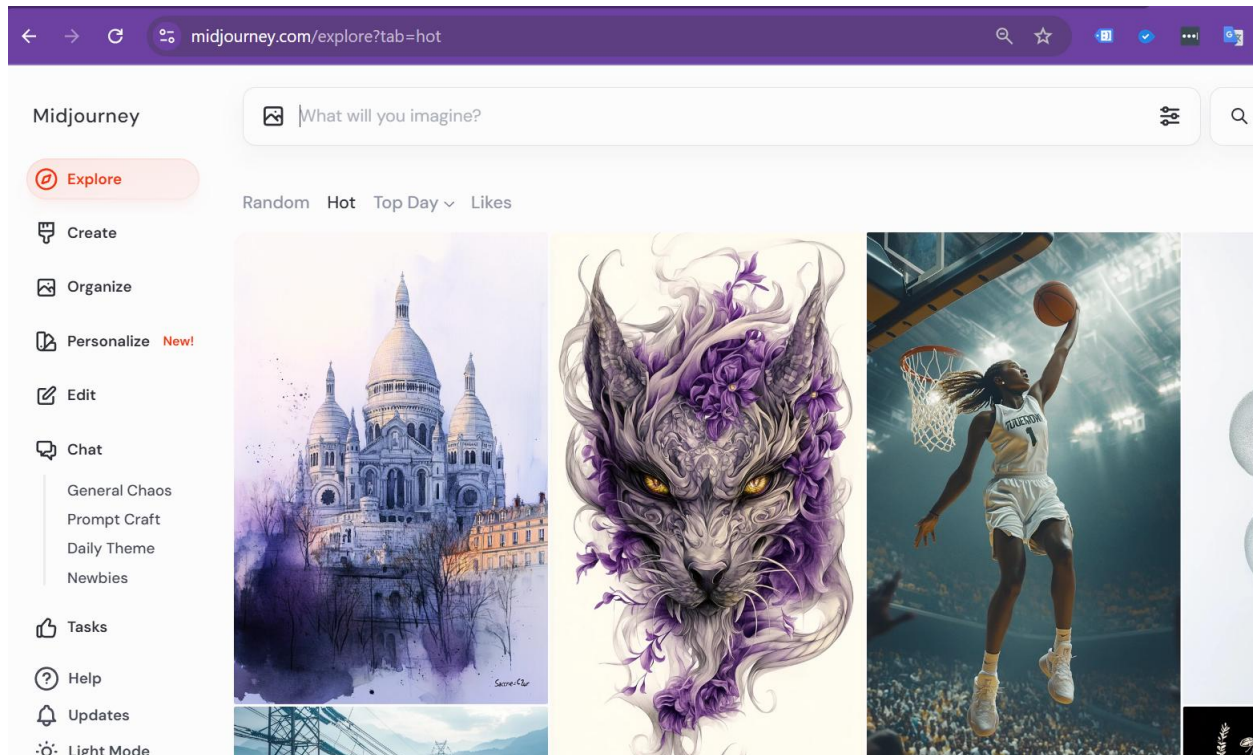 midjourney.com/explore?tab=hot
Midjourney
What will you imagine?
Explore
Create
Organize
Personalize New!
Edit
Chat
General Chaos
Prompt Craft
Daily Theme
Newbies
Tasks
Help
Updates
Light Mode
Random Hot Top Day Likes
1